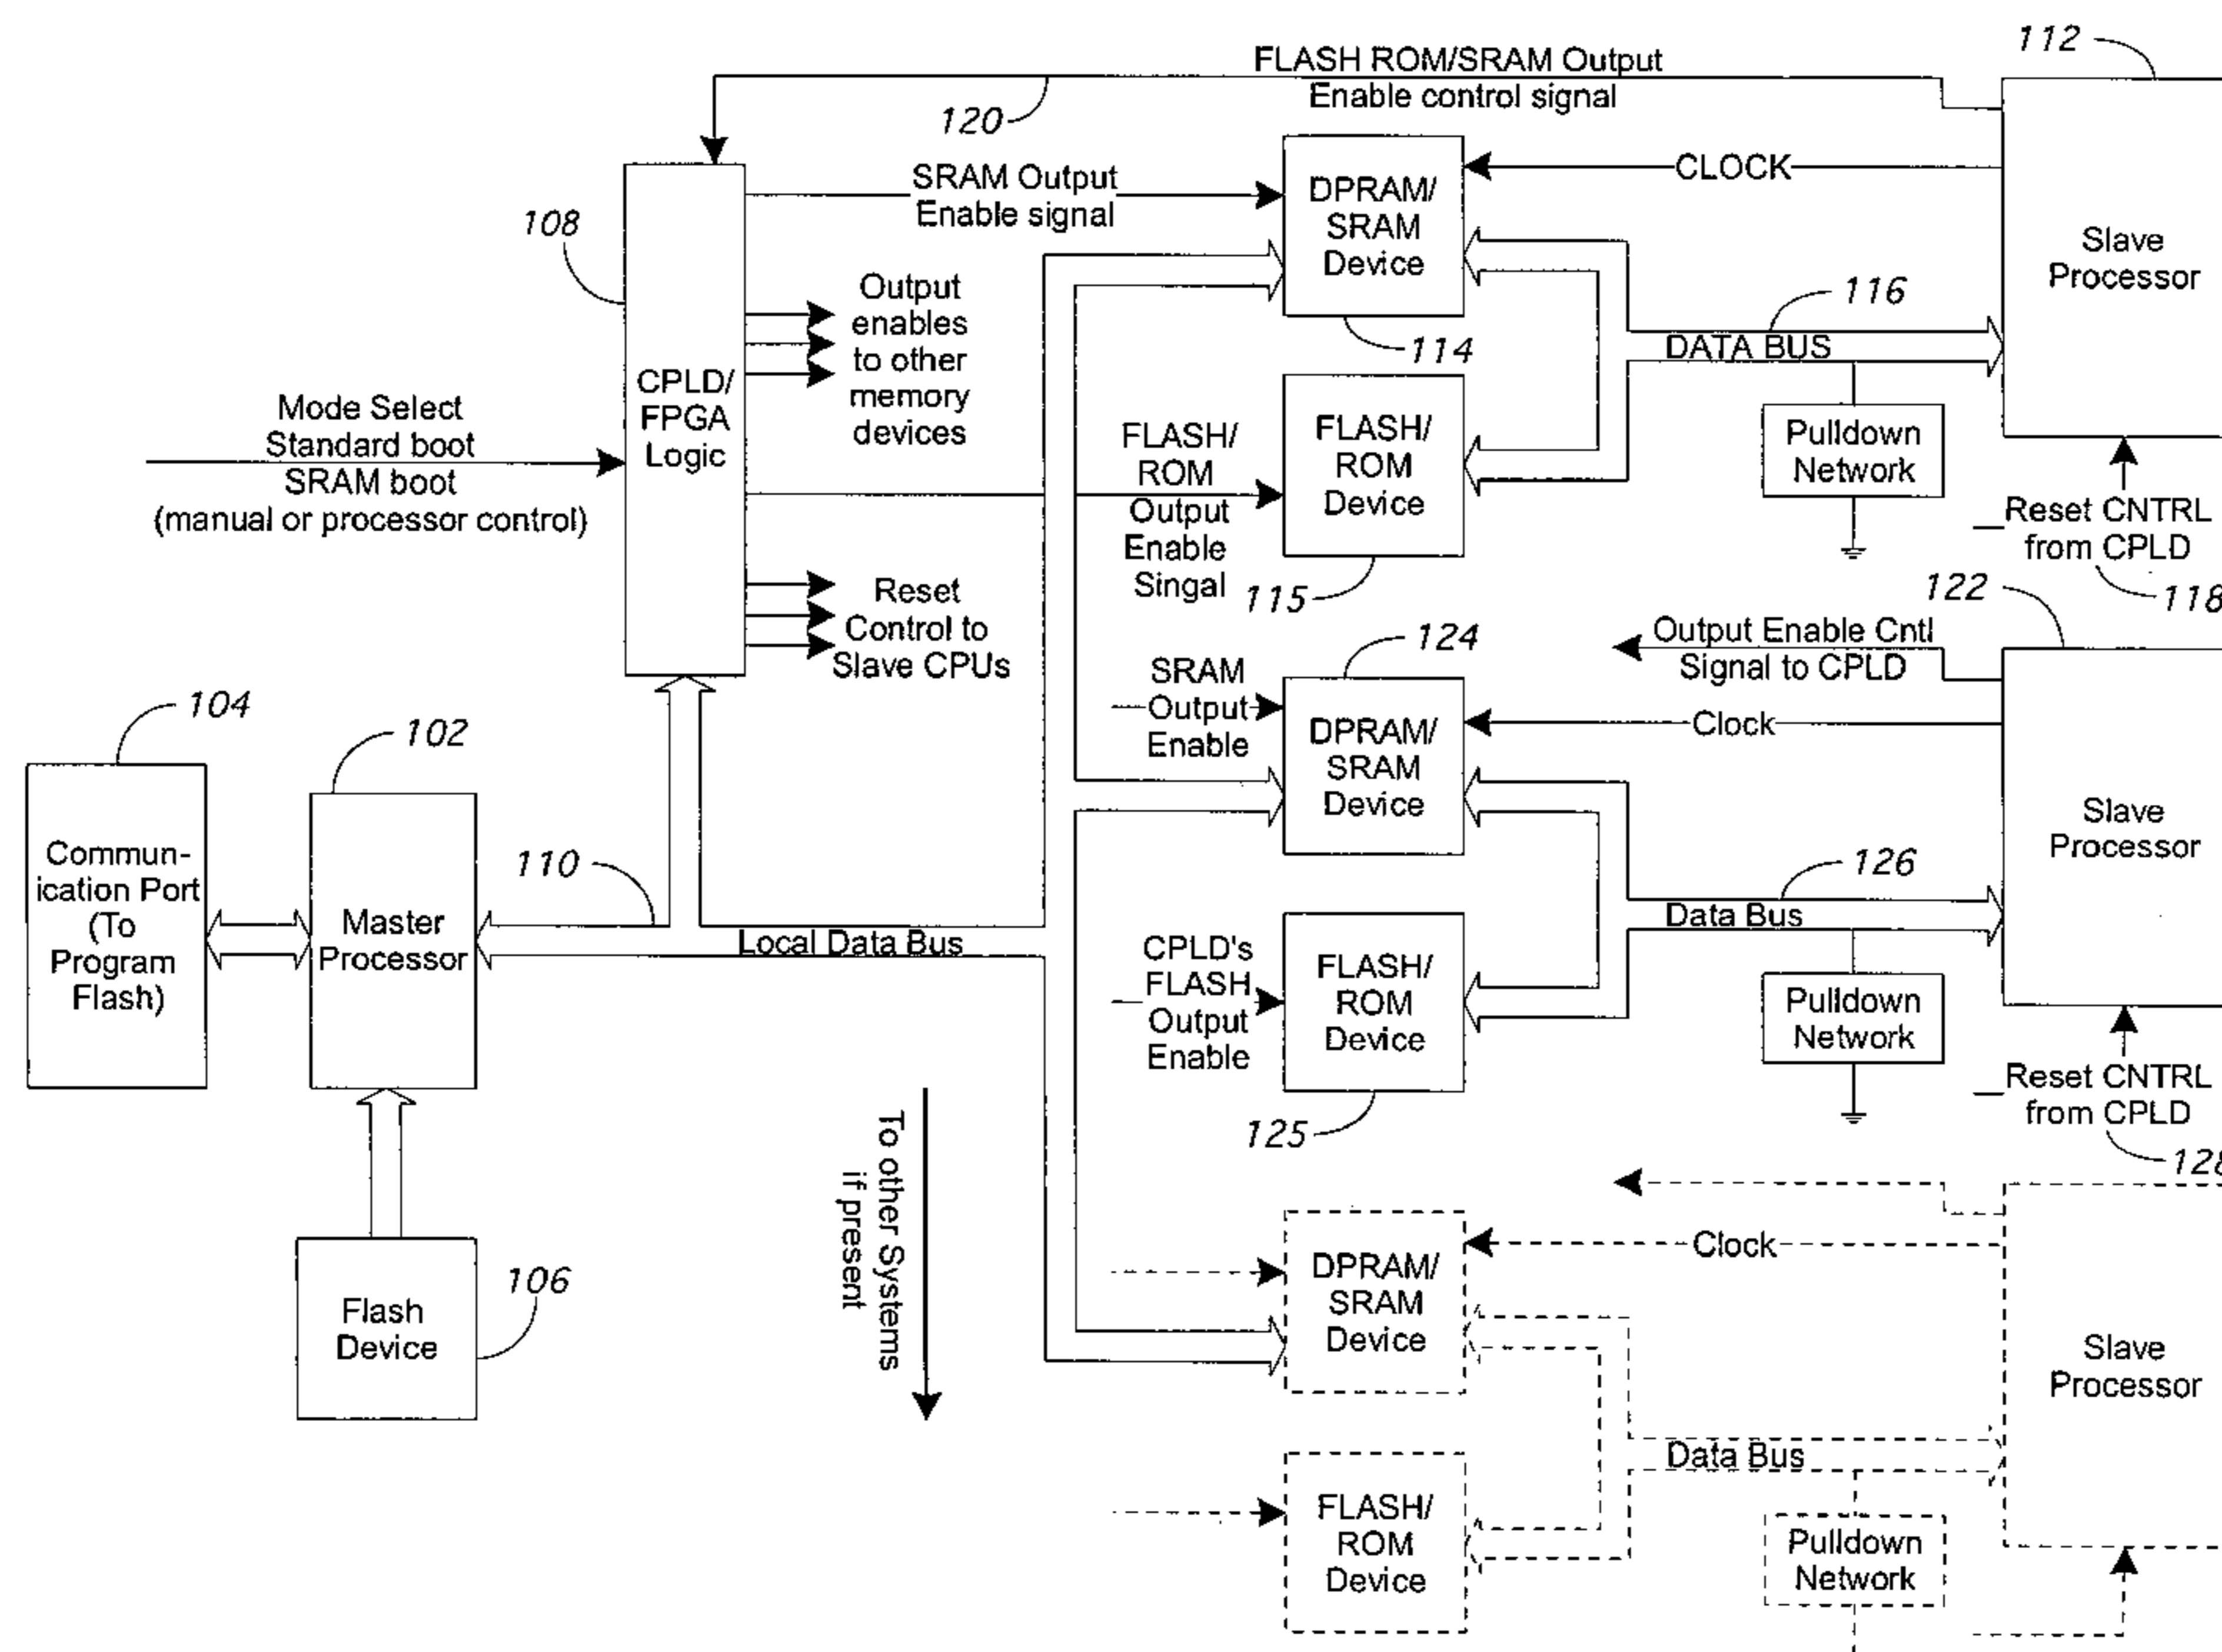 112
FLASH ROM/SRAM Output
Enable control signal
120
CLOCK
SRAM Output
Enable signal
DPRAM/
SRAM
Device
Slave
Processor
108
Output
enables
to other
memory
devices
116
DATA BUS
114
CPLD/
FPGA
Logic
Mode Select
Standard boot
SRAM boot
(manual or processor control)
FLASH/
ROM
Output
Enable
Singal
FLASH/
ROM
Device
Pulldown
Network
Reset CNTRL
from CPLD
118
115
122
Reset
Control to
Slave CPUs
Output Enable Cntl
Signal to CPLD
124
SRAM
Output
Enable
DPRAM/
SRAM
Device
Clock
Slave
Processor
104
102
Commun-
ication Port
(To
Program
Flash)
Master
Processor
110
Local Data Bus
126
Data Bus
CPLD's
FLASH
Output
Enable
FLASH/
ROM
Device
Pulldown
Network
Reset CNTRL
from CPLD
128
125
To other Systems
if present
106
Flash
Device
Clock
DPRAM/
SRAM
Device
Slave
Processor
Data Bus
FLASH/
ROM
Device
Pulldown
Network